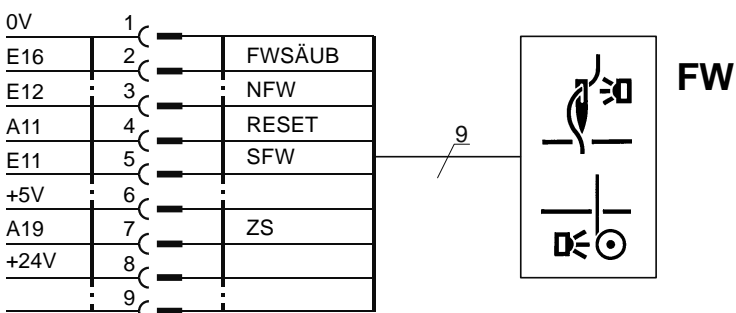 0V 1
E16 2 FWSÄUB
E12 3 NFW
A11 4 RESET
E11 5 SFW
+5V 6
A19 7 ZS
+24V 8
9
9
FW